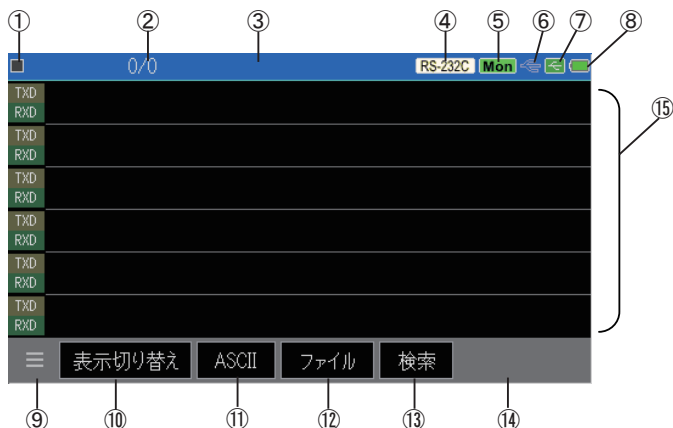 ① ② ③ ④ ⑤ ⑥ ⑦ ⑧
0/0 RS-232C Mon
TXD
RXD
⑮
TXD
RXD
TXD
RXD
TXD
RXD
TXD
RXD
TXD
RXD
表示切り替え ASCII ファイル 検索
⑨ ⑩ ⑪ ⑫ ⑬ ⑭